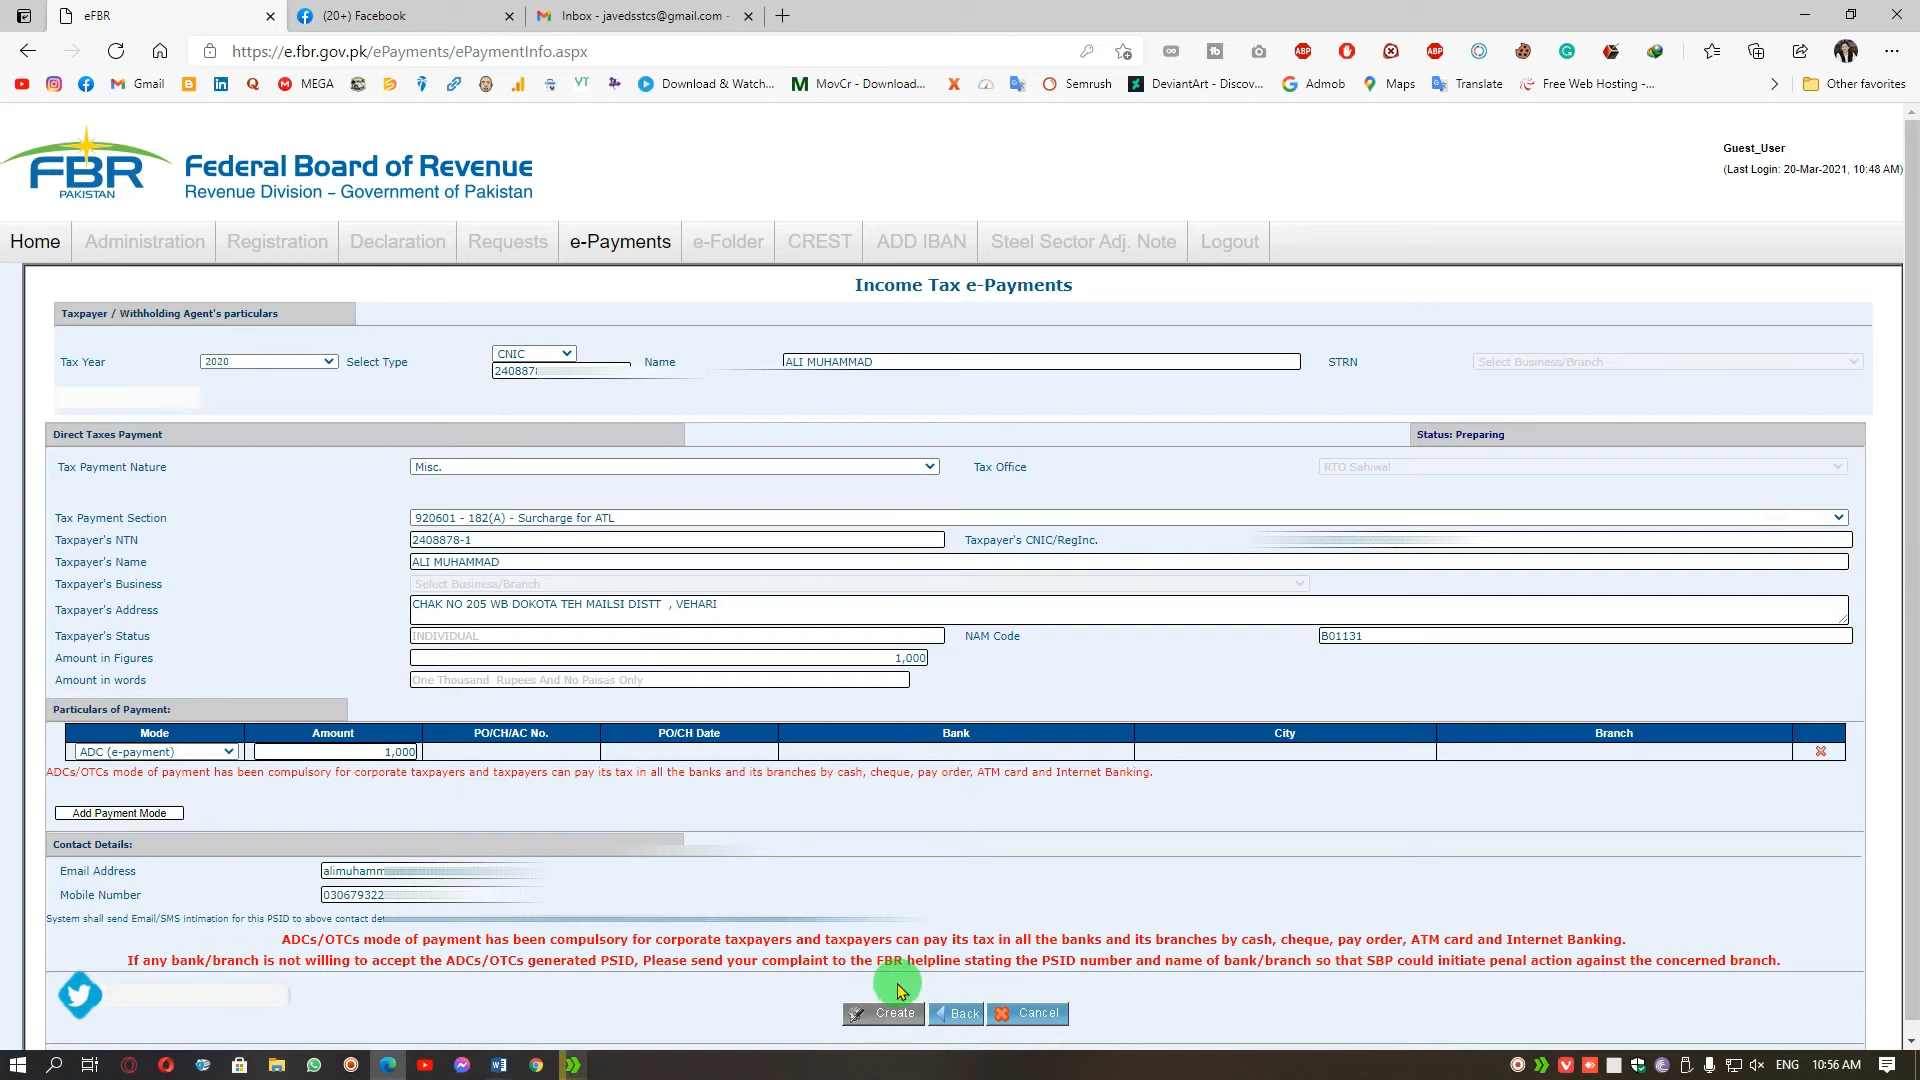 eFBR
(20+) Facebook
Inbox - javedsstcs@gmail.com -
https://e.fbr.gov.pk/ePayments/ePaymentInfo.aspx
Gmail MEGA YT Download & Watch... MovCr - Download... Semrush DeviantArt - Discov... Admob Maps Translate Free Web Hosting -... Other favorites
FBR
PAKISTAN
Federal Board of Revenue
Revenue Division – Government of Pakistan
Guest_User
(Last Login: 20-Mar-2021, 10:48 AM)
Home Administration Registration Declaration Requests e-Payments e-Folder CREST ADD IBAN Steel Sector Adj. Note Logout
Income Tax e-Payments
Taxpayer / Withholding Agent's particulars
Tax Year 2020 Select Type CNIC Name ALI MUHAMMAD STRN Select Business/Branch
240887
Direct Taxes Payment Status: Preparing
Tax Payment Nature Misc. Tax Office RTO Sahiwal
Tax Payment Section 920601 - 182(A) - Surcharge for ATL
Taxpayer's NTN 2408878-1 Taxpayer's CNIC/RegInc.
Taxpayer's Name ALI MUHAMMAD
Taxpayer's Business Select Business/Branch
Taxpayer's Address CHAK NO 205 WB DOKOTA TEH MAILSI DISTT , VEHARI
Taxpayer's Status INDIVIDUAL NAM Code B01131
Amount in Figures 1,000
Amount in words One Thousand Rupees And No Paisas Only
Particulars of Payment:
Mode Amount PO/CH/AC No. PO/CH Date Bank City Branch
ADC (e-payment) 1,000
ADCs/OTCs mode of payment has been compulsory for corporate taxpayers and taxpayers can pay its tax in all the banks and its branches by cash, cheque, pay order, ATM card and Internet Banking.
Add Payment Mode
Contact Details:
Email Address alimuhamm
Mobile Number 030679322
System shall send Email/SMS intimation for this PSID to above contact det
ADCs/OTCs mode of payment has been compulsory for corporate taxpayers and taxpayers can pay its tax in all the banks and its branches by cash, cheque, pay order, ATM card and Internet Banking.
If any bank/branch is not willing to accept the ADCs/OTCs generated PSID, Please send your complaint to the FBR helpline stating the PSID number and name of bank/branch so that SBP could initiate penal action against the concerned branch.
Create Back Cancel
ENG 10:56 AM